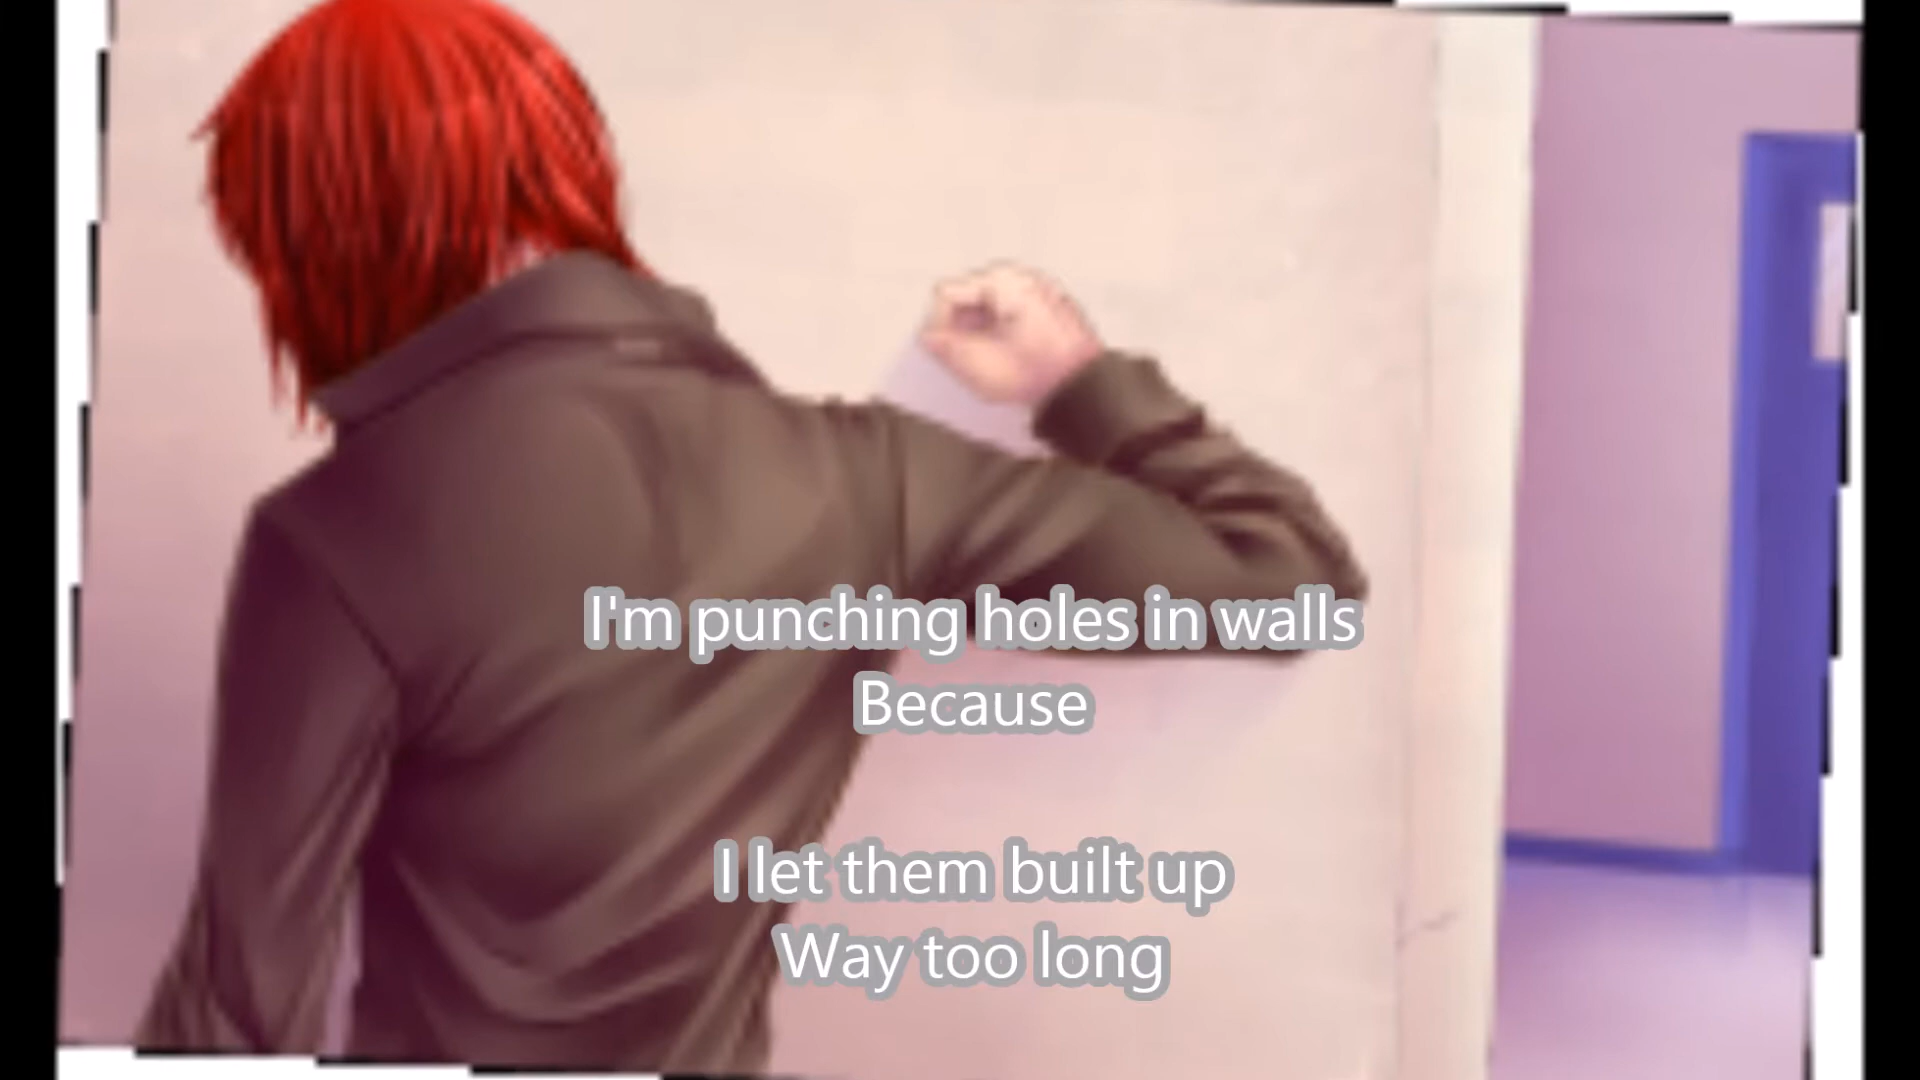 I'm punching holes in walls
Because
I let them built up
Way too long